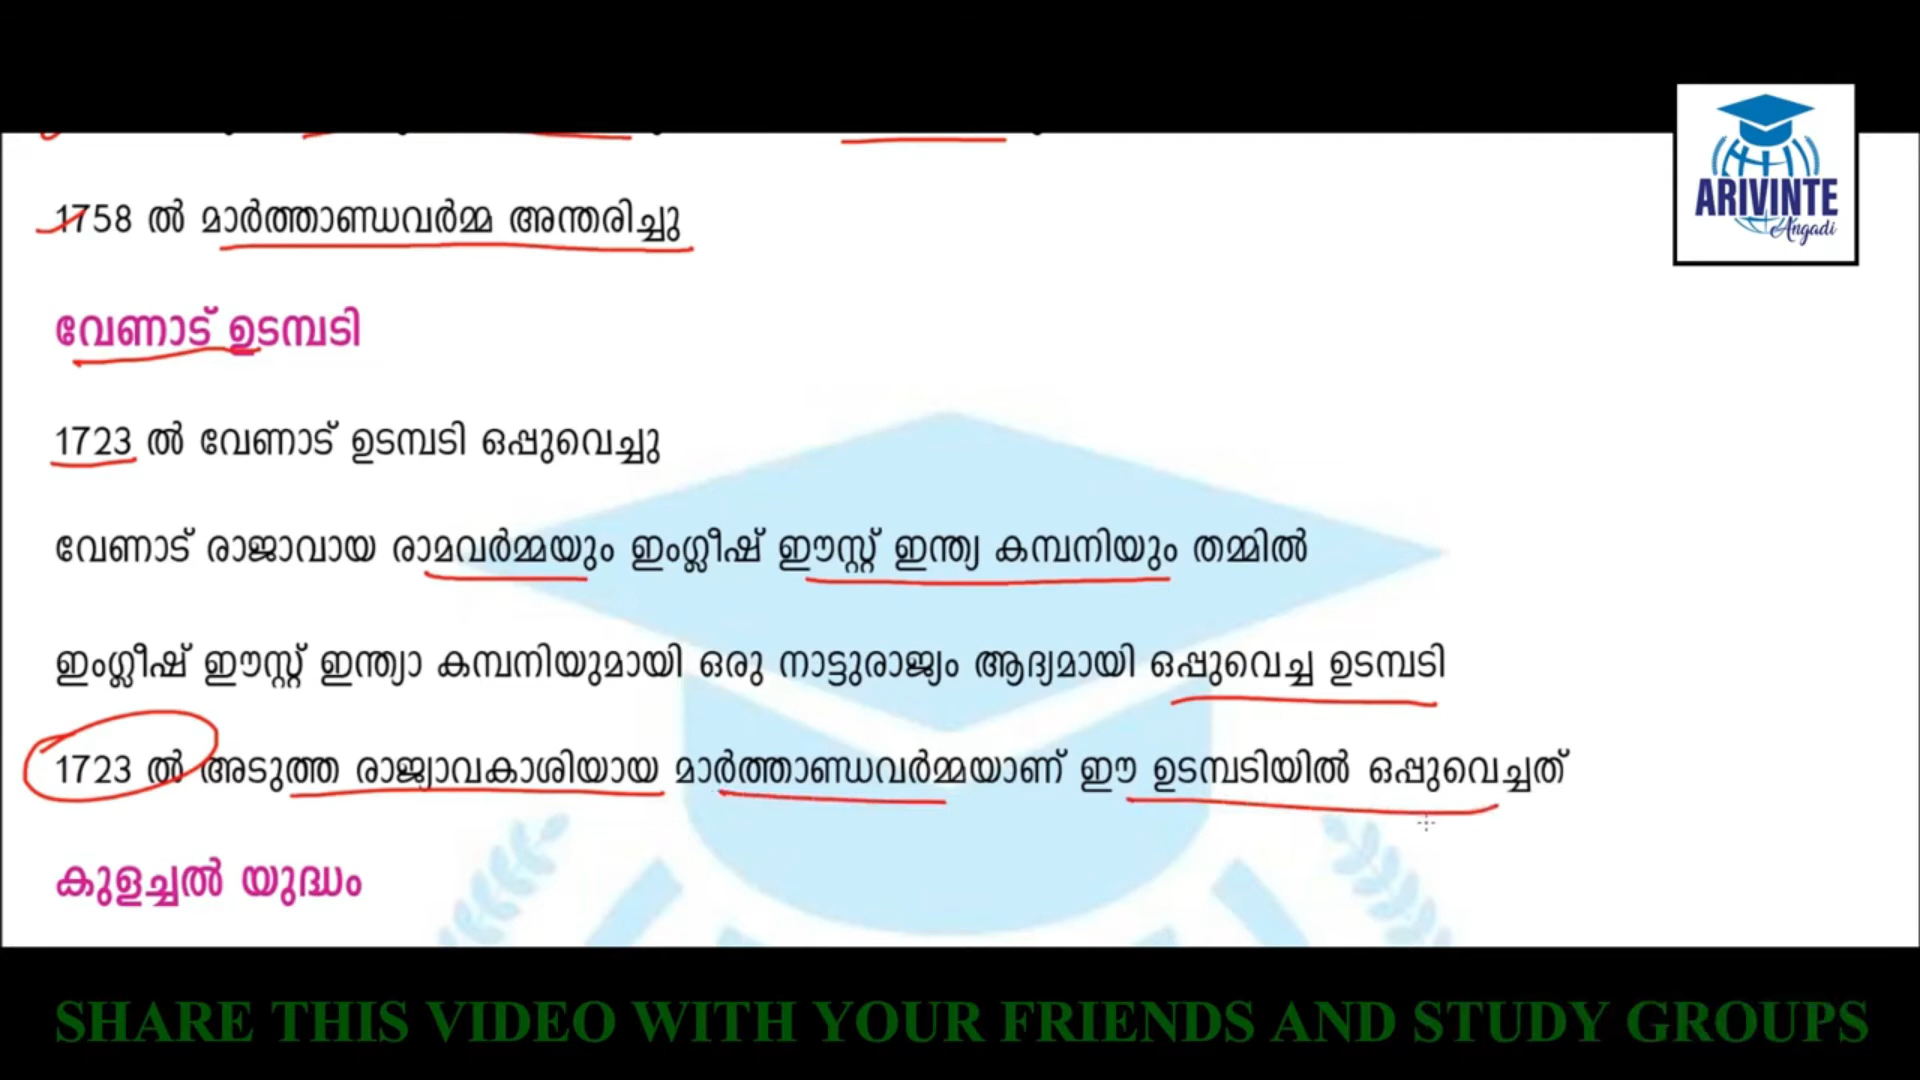 ARIVINTE
Angadi
1758 ൽ മാർത്താണ്ഡവർമ്മ അന്തരിച്ചു
വേണാട് ഉടമ്പടി
1723 ൽ വേണാട് ഉടമ്പടി ഒപ്പുവെച്ചു
വേണാട് രാജാവായ രാമവർമ്മയും ഇംഗ്ലീഷ് ഈസ്റ്റ് ഇന്ത്യ കമ്പനിയും തമ്മിൽ
ഇംഗ്ലീഷ് ഈസ്റ്റ് ഇന്ത്യാ കമ്പനിയുമായി ഒരു നാട്ടുരാജ്യം ആദ്യമായി ഒപ്പുവെച്ച ഉടമ്പടി
1723 ൽ അടുത്ത രാജ്യാവകാശിയായ മാർത്താണ്ഡവർമ്മയാണ് ഈ ഉടമ്പടിയിൽ ഒപ്പുവെച്ചത്
കുളച്ചൽ യുദ്ധം
SHARE THIS VIDEO WITH YOUR FRIENDS AND STUDY GROUPS